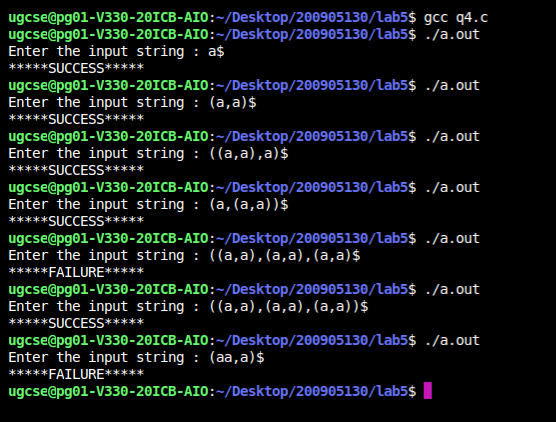 ugcse@pg01-V330-20ICB-AIO:~/Desktop/200905130/lab5$ gcc q4.c
ugcse@pg01-V330-20ICB-AIO:~/Desktop/200905130/lab5$ ./a.out
Enter the input string : a$
*****SUCCESS*****
ugcse@pg01-V330-20ICB-AIO:~/Desktop/200905130/lab5$ ./a.out
Enter the input string : (a,a)$
*****SUCCESS*****
ugcse@pg01-V330-20ICB-AIO:~/Desktop/200905130/lab5$ ./a.out
Enter the input string : ((a,a),a)$
*****SUCCESS*****
ugcse@pg01-V330-20ICB-AIO:~/Desktop/200905130/lab5$ ./a.out
Enter the input string : (a,(a,a))$
*****SUCCESS*****
ugcse@pg01-V330-20ICB-AIO:~/Desktop/200905130/lab5$ ./a.out
Enter the input string : ((a,a),(a,a),(a,a)$
*****FAILURE*****
ugcse@pg01-V330-20ICB-AIO:~/Desktop/200905130/lab5$ ./a.out
Enter the input string : ((a,a),(a,a),(a,a))$
*****SUCCESS*****
ugcse@pg01-V330-20ICB-AIO:~/Desktop/200905130/lab5$ ./a.out
Enter the input string : (aa,a)$
*****FAILURE*****
ugcse@pg01-V330-20ICB-AIO:~/Desktop/200905130/lab5$